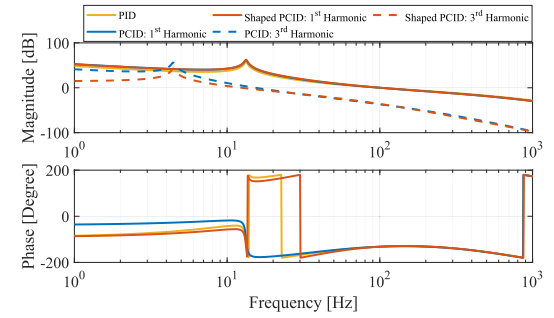 PID Shaped PCID: 1st Harmonic Shaped PCID: 3rd Harmonic
PCID: 1st Harmonic PCID: 3rd Harmonic
Magnitude [dB]
100
0
-100
10^0 10^1 10^2 10^3
Phase [Degree]
200
0
-200
10^0 10^1 10^2 10^3
Frequency [Hz]